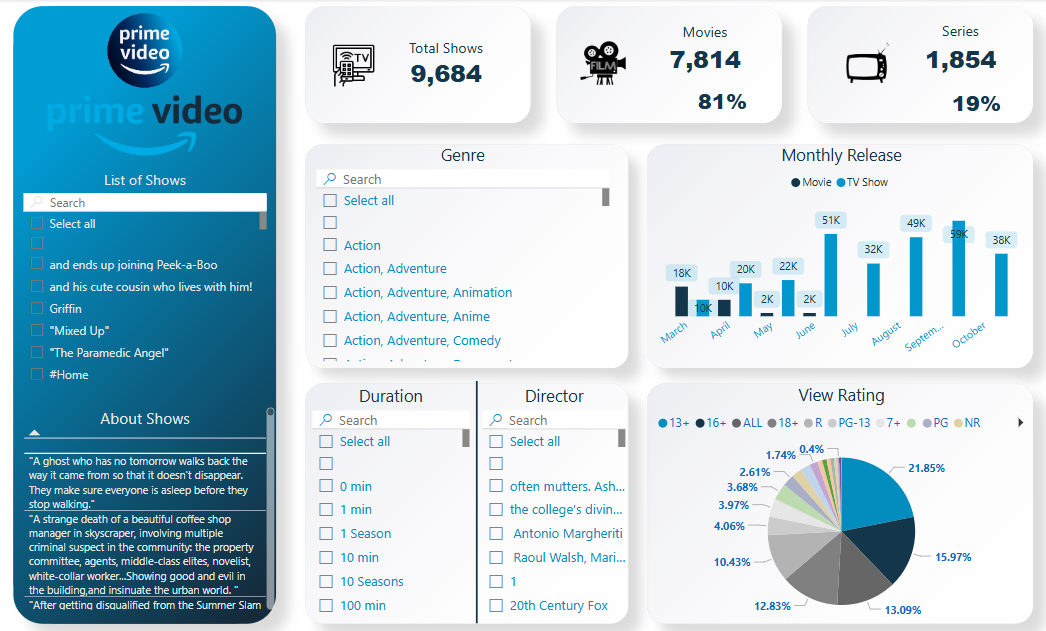 prime
video
prime video
List of Shows
Search
Select all
and ends up joining Peek-a-Boo
and his cute cousin who lives with him!
Griffin
"Mixed Up"
"The Paramedic Angel"
#Home
About Shows
"A ghost who has no tomorrow walks back the
way it came from so that it doesn't disappear.
They make sure everyone is asleep before they
stop walking."
"A strange death of a beautiful coffee shop
manager in skyscraper, involving multiple
criminal suspect in the community: the property
committee, agents, middle-class elites, novelist,
white-collar worker...Showing good and evil in
the building,and insinuate the urban world. "
"After getting disqualified from the Summer Slam
TV
Total Shows
9,684
FILM
Movies
7,814
81%
Series
1,854
19%
Genre
Search
Select all
Action
Action, Adventure
Action, Adventure, Animation
Action, Adventure, Anime
Action, Adventure, Comedy
Monthly Release
Movie TV Show
18K
10K
10K
20K
2K
22K
2K
51K
32K
49K
59K
38K
March
April
May
June
July
August
Septem...
October
Duration
Search
Select all
0 min
1 min
1 Season
10 min
10 Seasons
100 min
Director
Search
Select all
often mutters. Ash...
the college's divin...
Antonio Margheriti
Raoul Walsh, Mari...
1
20th Century Fox
View Rating
13+ 16+ ALL 18+ R PG-13 7+ PG NR
21.85%
15.97%
13.09%
12.83%
10.43%
4.06%
3.97%
3.68%
2.61%
1.74%
0.4%